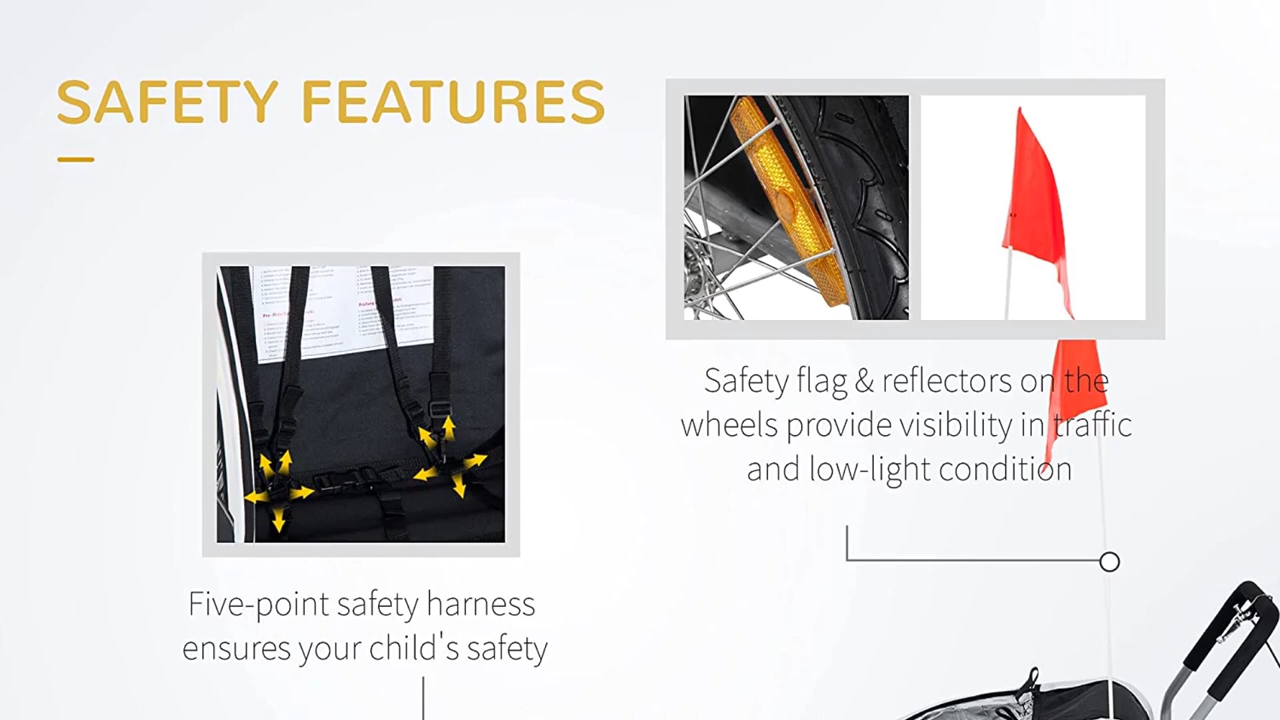 SAFETY FEATURES
Safety flag & reflectors on the
wheels provide visibility in traffic
and low-light condition
Five-point safety harness
ensures your child's safety